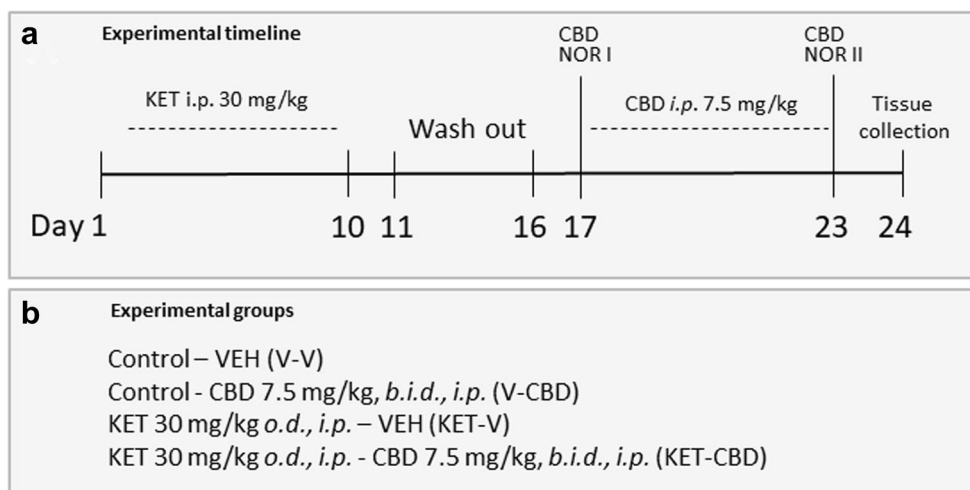 a Experimental timeline
CBD
NOR I
CBD
NOR II
KET i.p. 30 mg/kg
CBD i.p. 7.5 mg/kg
Tissue
collection
Wash out
Day 1 10 11 16 17 23 24
b Experimental groups
Control – VEH (V-V)
Control - CBD 7.5 mg/kg, b.i.d., i.p. (V-CBD)
KET 30 mg/kg o.d., i.p. – VEH (KET-V)
KET 30 mg/kg o.d., i.p. - CBD 7.5 mg/kg, b.i.d., i.p. (KET-CBD)